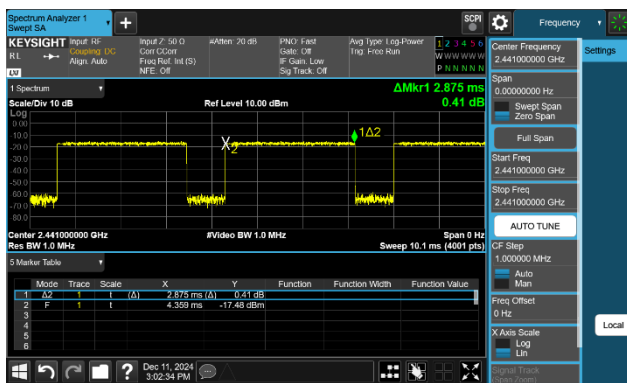 Spectrum Analyzer 1
Swept SA
+
SCPI
Frequency
KEYSIGHT
RL
Input: RF
Coupling: DC
Align: Auto
Input Z: 50 Ω
Corr CCorr
Freq Ref: Int (S)
NFE: Off
#Atten: 20 dB
PNO: Fast
Gate: Off
IF Gain: Low
Sig Track: Off
Avg Type: Log-Power
Trig: Free Run
1 2 3 4 5 6
W W W W W W
P N N N N N
Center Frequency
2.441000000 GHz
Settings
Span
0.00000000 Hz
Swept Span
Zero Span
Full Span
Start Freq
2.441000000 GHz
Stop Freq
2.441000000 GHz
AUTO TUNE
CF Step
1.000000 MHz
Auto
Man
Freq Offset
0 Hz
X Axis Scale
Log
Lin
Signal Track
(Span Zoom)
Local
LXI
1 Spectrum
Scale/Div 10 dB
Ref Level 10.00 dBm
ΔMkr1 2.875 ms
0.41 dB
Log
0.00
-10.0
-20.0
-30.0
-40.0
-50.0
-60.0
-70.0
-80.0
X2
1Δ2
Center 2.441000000 GHz
#Video BW 1.0 MHz
Span 0 Hz
Res BW 1.0 MHz
Sweep 10.1 ms (4001 pts)
5 Marker Table
Mode Trace Scale X Y Function Function Width Function Value
1 Δ2 1 t (Δ) 2.875 ms (Δ) 0.41 dB
2 F 1 t 4.359 ms -17.48 dBm
3
4
5
6
?
Dec 11, 2024
3:02:34 PM